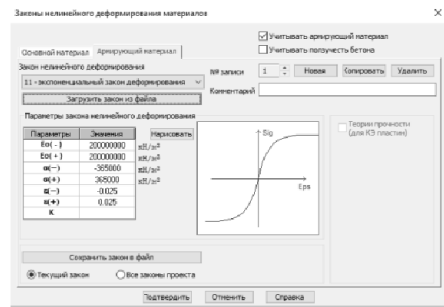 Законы нелинейного деформирования материалов
Учитывать армирующий материал
Учитывать ползучесть бетона
Основной материал Армирующий материал
Закон нелинейного деформирования
11 - экспоненциальный закон деформирования
Загрузить закон из файла
№ записи 1 Новая Копировать Удалить
Комментарий
Параметры закона нелинейного деформирования
Параметры Значения Нарисовать
Eo( - ) 200000000 кН/м²
Eo( + ) 200000000 кН/м²
σ(−) -365000 кН/м²
σ(+) 365000 кН/м²
ε(−) -0.025
ε(+) 0.025
K
Sig
Eps
Теории прочности
(для КЭ пластин)
Сохранить закон в файл
Текущий закон Все законы проекта
Подтвердить Отменить Справка